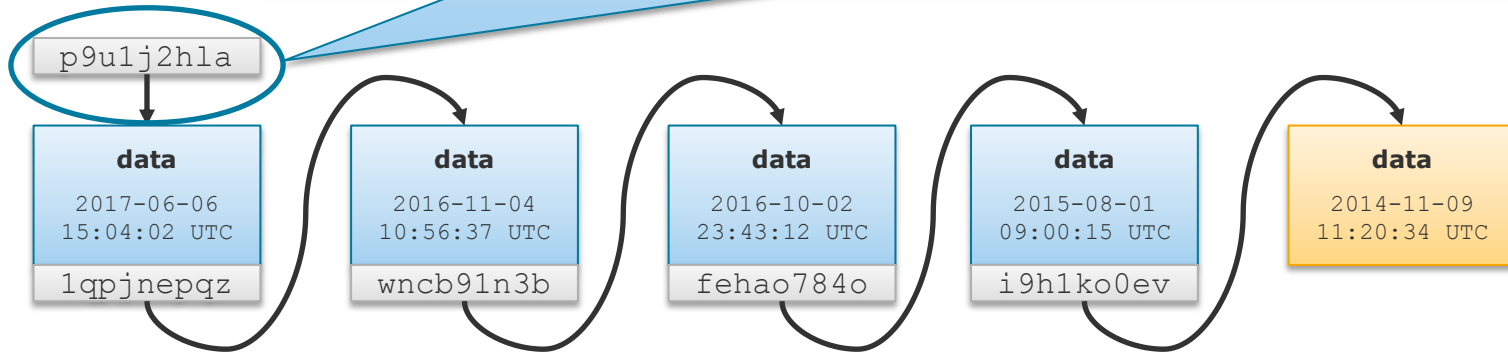 p9u1j2hla
data
2017-06-06
15:04:02 UTC
1qpjnepqz
data
2016-11-04
10:56:37 UTC
wncb91n3b
data
2016-10-02
23:43:12 UTC
fehao784o
data
2015-08-01
09:00:15 UTC
i9h1ko0ev
data
2014-11-09
11:20:34 UTC